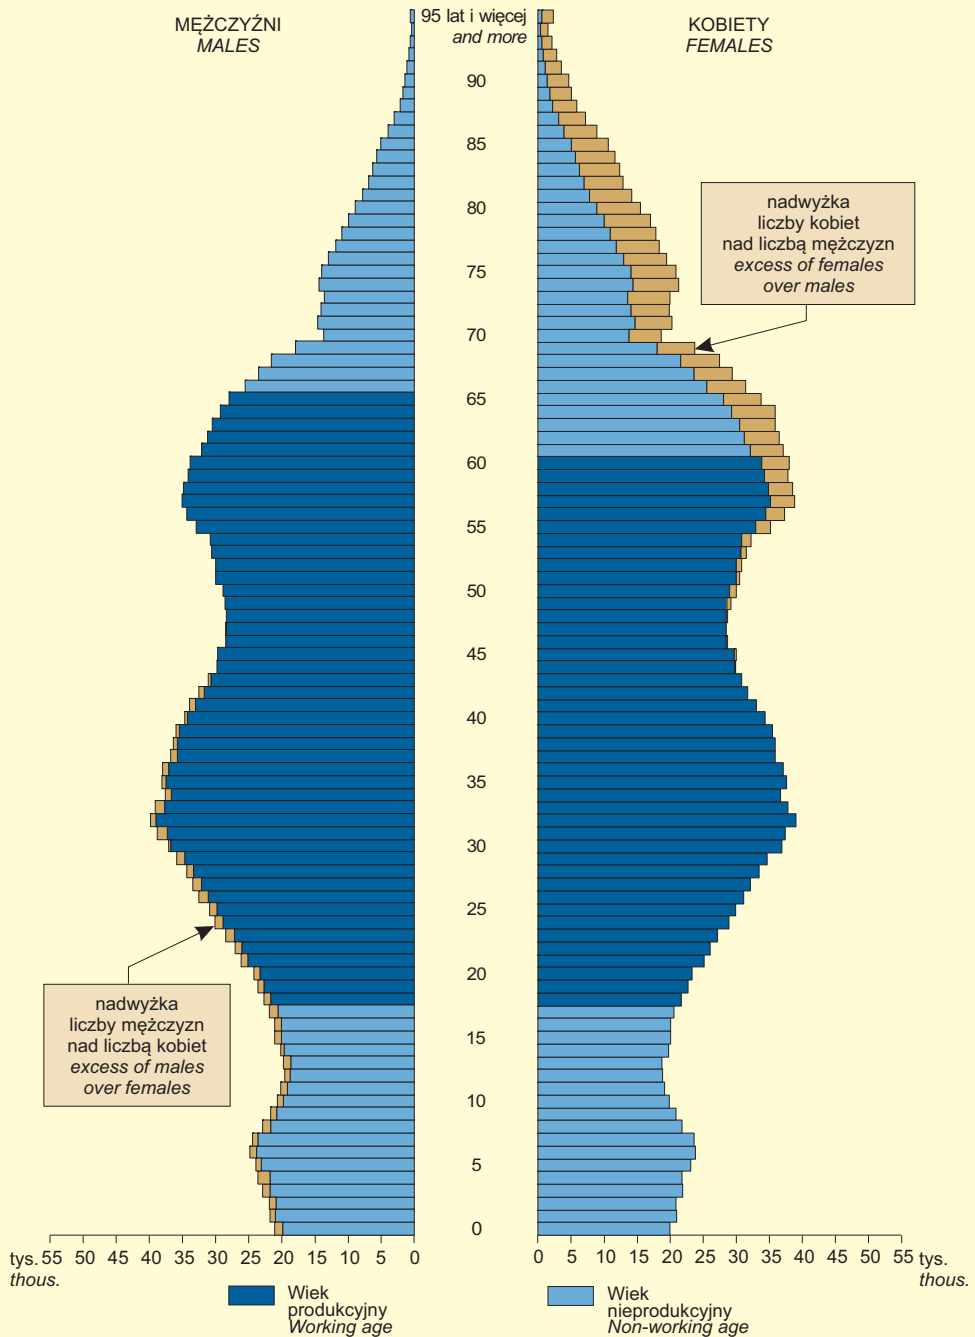 MĘŻCZYŹNI
MALES
95 lat i więcej
and more
KOBIETY
FEMALES
90
85
80
75
70
65
60
55
50
45
40
35
30
25
20
15
10
5
0
nadwyżka
liczby kobiet
nad liczbą mężczyzn
excess of females
over males
nadwyżka
liczby mężczyzn
nad liczbą kobiet
excess of males
over females
tys. 55 50 45 40 35 30 25 20 15 10 5 0
thous.
0 5 10 15 20 25 30 35 40 45 50 55 tys.
thous.
Wiek
produkcyjny
Working age
Wiek
nieprodukcyjny
Non-working age